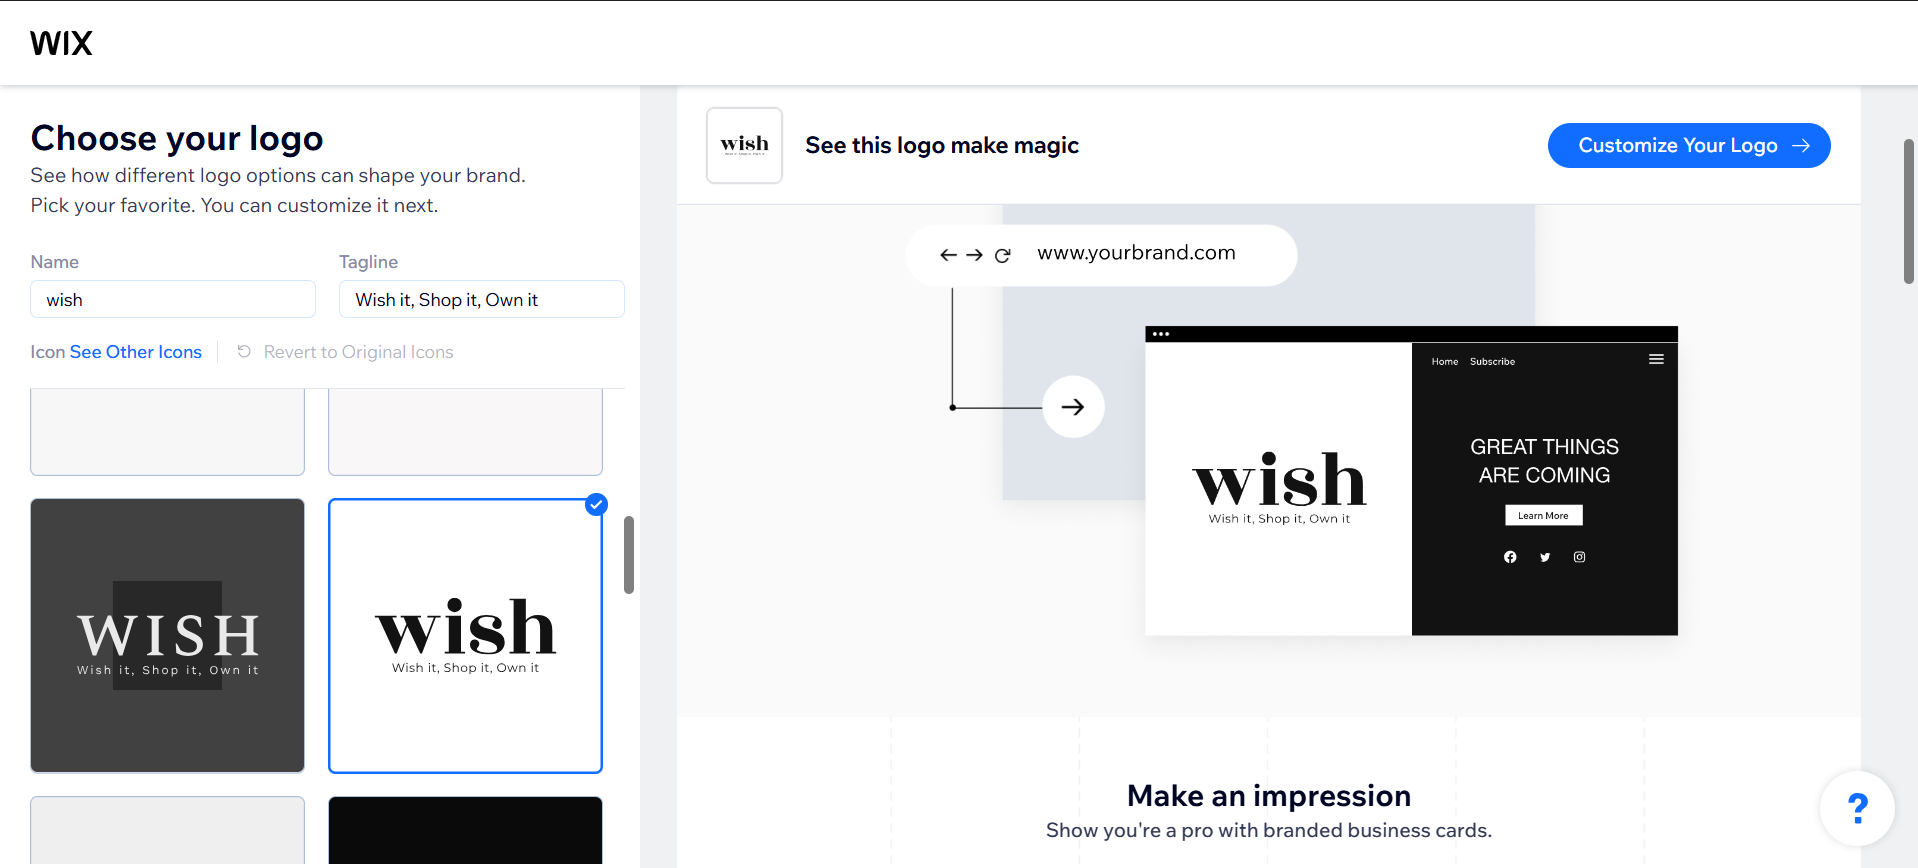 WIX
Choose your logo
See how different logo options can shape your brand.
Pick your favorite. You can customize it next.
Name
Tagline
wish
Wish it, Shop it, Own it
Icon See Other Icons
Revert to Original Icons
WISH
Wish it, Shop it, Own it
wish
Wish it, Shop it, Own it
wish
See this logo make magic
Customize Your Logo
www.yourbrand.com
Home Subscribe
wish
Wish it, Shop it, Own it
GREAT THINGS
ARE COMING
Learn More
Make an impression
Show you're a pro with branded business cards.
?